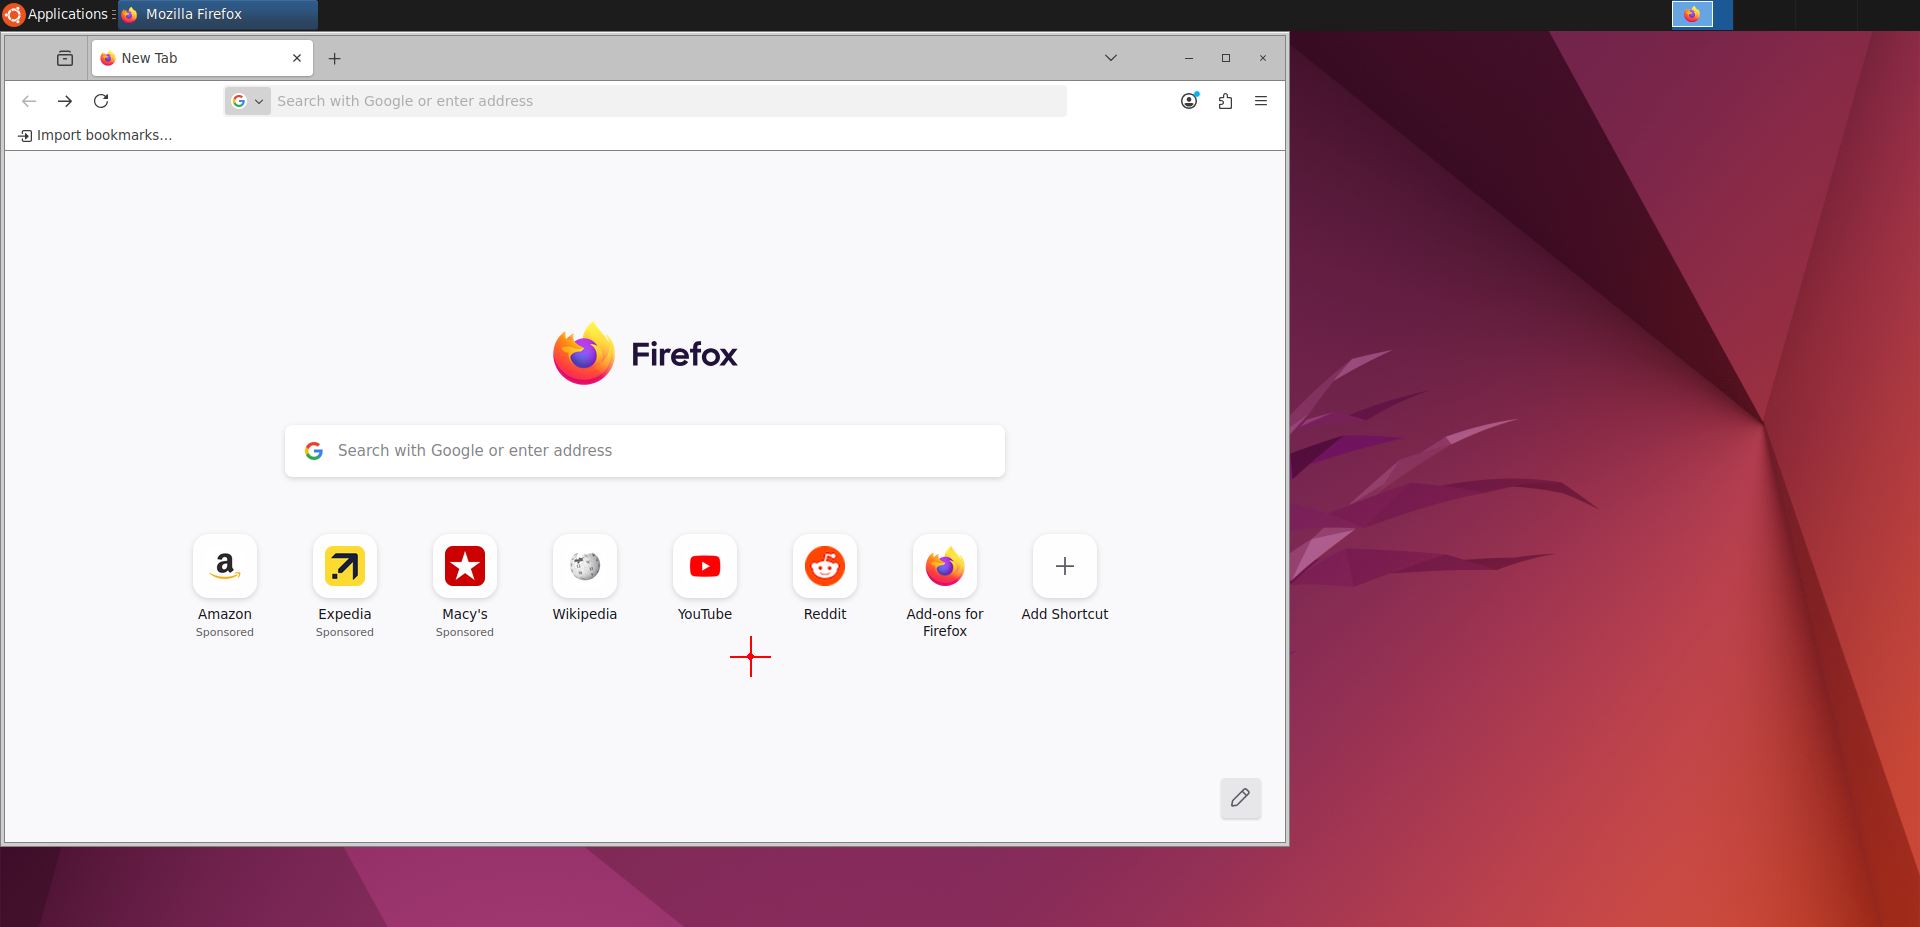 Applications
Mozilla Firefox
New Tab
Search with Google or enter address
Import bookmarks...
Firefox
Search with Google or enter address
Amazon
Sponsored
Expedia
Sponsored
Macy's
Sponsored
Wikipedia
YouTube
Reddit
Add-ons for
Firefox
Add Shortcut